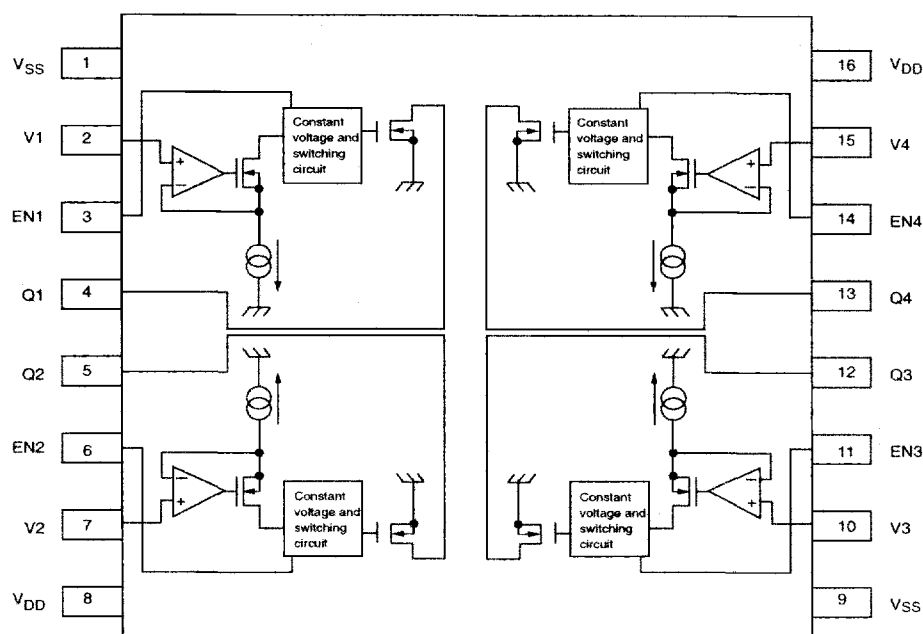 VSS 1
16 VDD
V1 2
15 V4
EN1 3
14 EN4
Q1 4
13 Q4
Q2 5
12 Q3
EN2 6
11 EN3
V2 7
10 V3
VDD 8
9 VSS
Constant
voltage and
switching
circuit
+
−
Constant
voltage and
switching
circuit
+
−
Constant
voltage and
switching
circuit
−
+
Constant
voltage and
switching
circuit
−
+